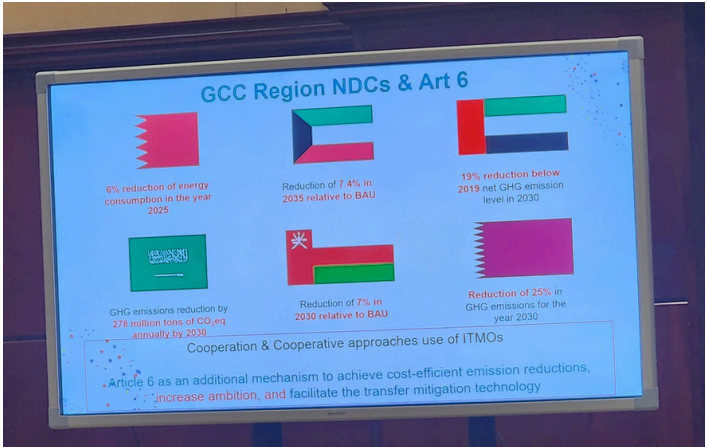 GCC Region NDCs & Art 6
6% reduction of energy
consumption in the year
2025
Reduction of 7.4% in
2035 relative to BAU
19% reduction below
2019 net GHG emission
level in 2030
GHG emissions reduction by
278 million tons of CO₂eq
annually by 2030
Reduction of 7% in
2030 relative to BAU
Reduction of 25% in
GHG emissions for the
year 2030
Cooperation & Cooperative approaches use of ITMOs
Article 6 as an additional mechanism to achieve cost-efficient emission reductions,
increase ambition, and facilitate the transfer mitigation technology